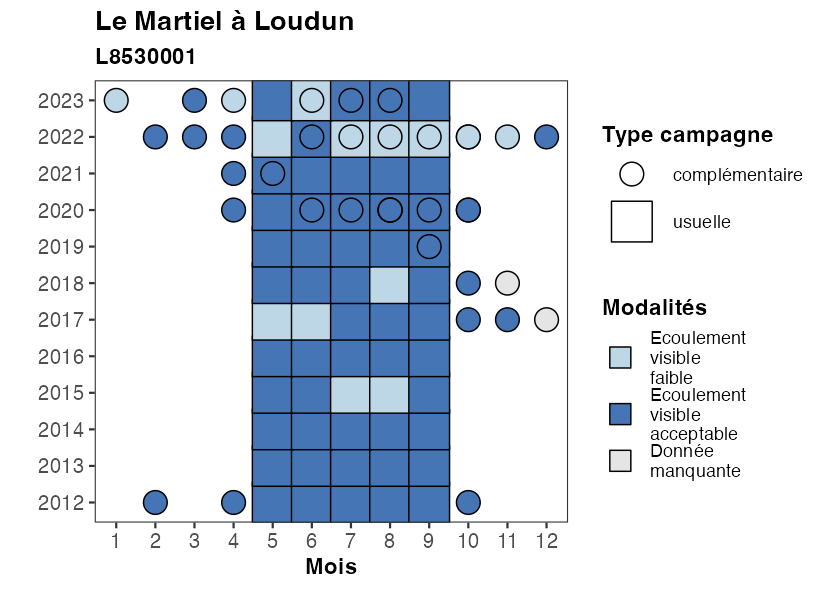 Le Martiel à Loudun
L8530001
2023
2022
2021
2020
2019
2018
2017
2016
2015
2014
2013
2012
1 2 3 4 5 6 7 8 9 10 11 12
Mois
Type campagne
complémentaire
usuelle
Modalités
Ecoulement
visible
faible
Ecoulement
visible
acceptable
Donnée
manquante